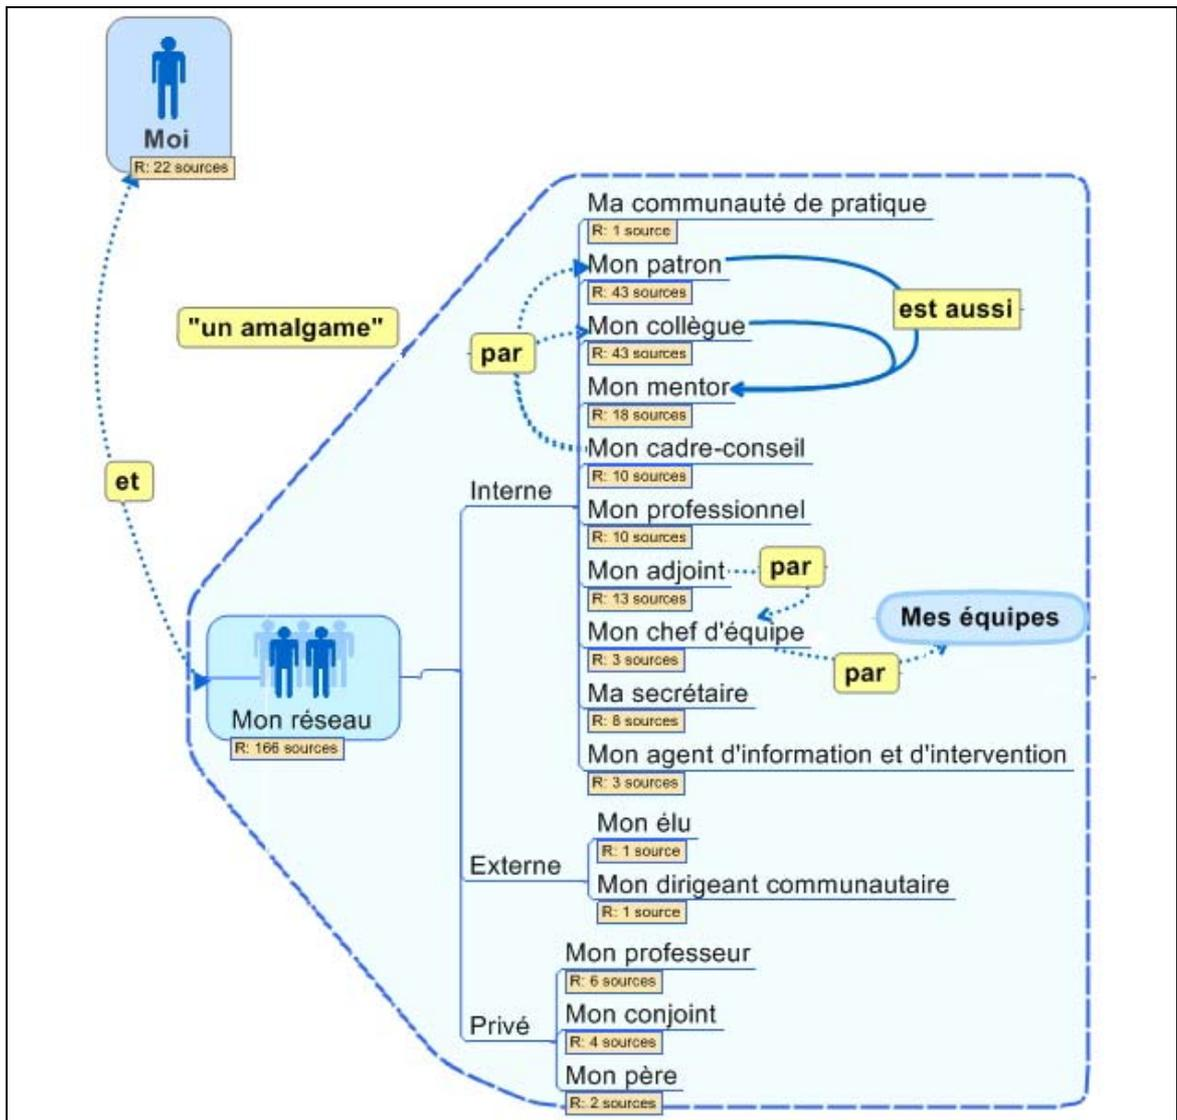 Moi
R: 22 sources
"un amalgame"
et
Mon réseau
R: 166 sources
Interne
Ma communauté de pratique
R: 1 source
Mon patron
R: 43 sources
est aussi
par
Mon collègue
R: 43 sources
Mon mentor
R: 18 sources
Mon cadre-conseil
R: 10 sources
Mon professionnel
R: 10 sources
Mon adjoint
par
R: 13 sources
Mon chef d'équipe
Mes équipes
R: 3 sources
par
Ma secrétaire
R: 8 sources
Mon agent d'information et d'intervention
R: 3 sources
Externe
Mon élu
R: 1 source
Mon dirigeant communautaire
R: 1 source
Privé
Mon professeur
R: 6 sources
Mon conjoint
R: 4 sources
Mon père
R: 2 sources